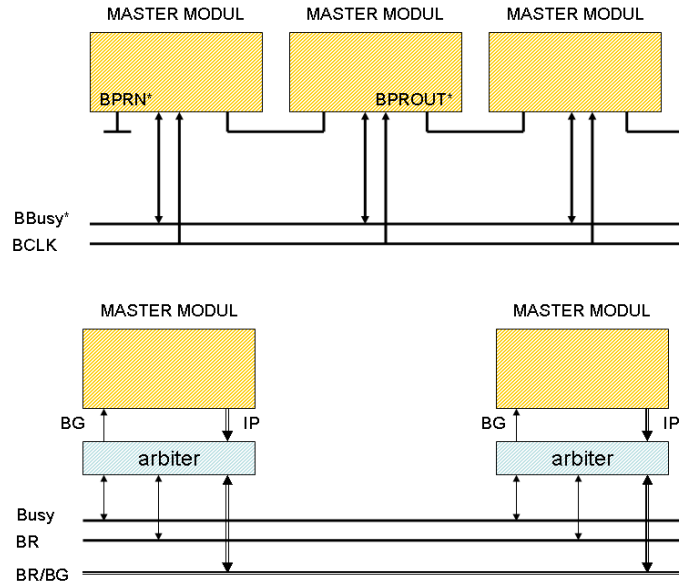 MASTER MODUL MASTER MODUL MASTER MODUL
BPRN* BPROUT*
BBusy*
BCLK
MASTER MODUL MASTER MODUL
BG IP BG IP
arbiter arbiter
Busy
BR
BR/BG